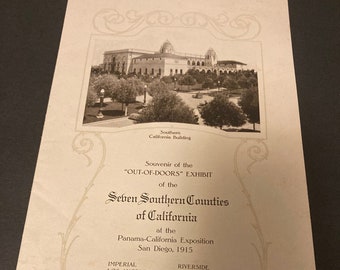 Southern
California Building
Souvenir of the
"OUT-OF-DOORS" EXHIBIT
of the
Seven Southern Counties
of California
at the
Panama-California Exposition
San Diego, 1915
IMPERIAL RIVERSIDE